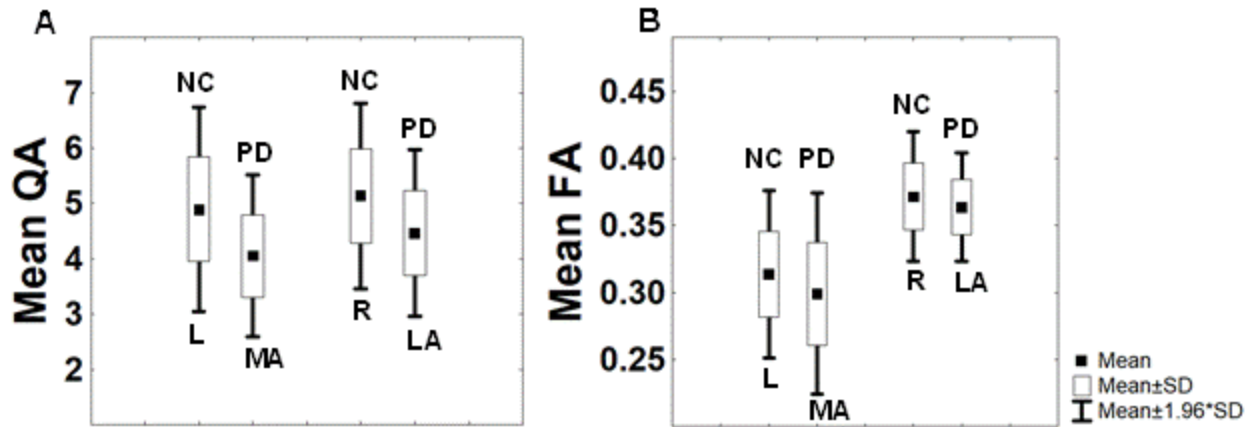 A
Mean QA
7
6
5
4
3
2
NC
PD
NC
PD
L
MA
R
LA
B
Mean FA
0.45
0.40
0.35
0.30
0.25
NC
PD
NC
PD
L
MA
R
LA
Mean
Mean±SD
Mean±1.96*SD